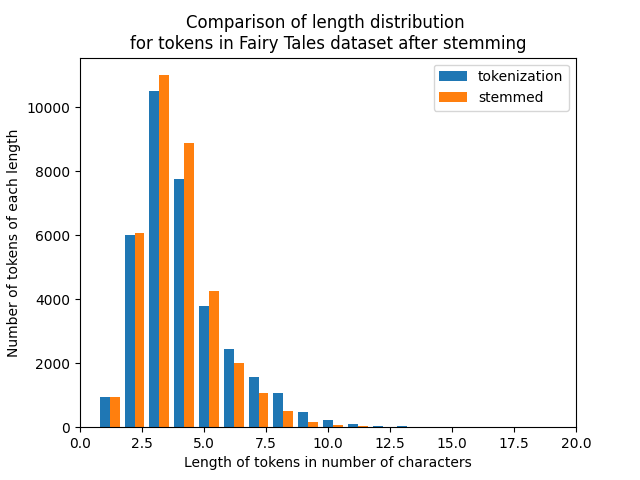 Comparison of length distribution
for tokens in Fairy Tales dataset after stemming
tokenization
stemmed
Number of tokens of each length
10000
8000
6000
4000
2000
0
0.0 2.5 5.0 7.5 10.0 12.5 15.0 17.5 20.0
Length of tokens in number of characters